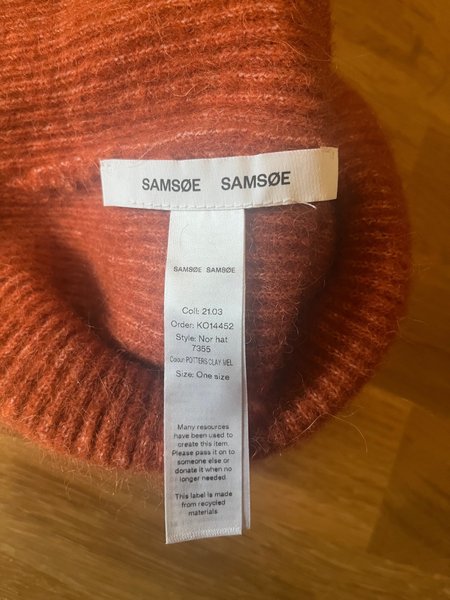 SAMSØE SAMSØE
SAMSØE SAMSØE
Coll: 21.03
Order: KO14452
Style: Nor hat
7355
Colour: POTTERS CLAY MEL
Size: One size
Many resources
have been used to
create this item.
Please pass it on to
someone else or
donate it when no
longer needed.
This label is made
from recycled
materials